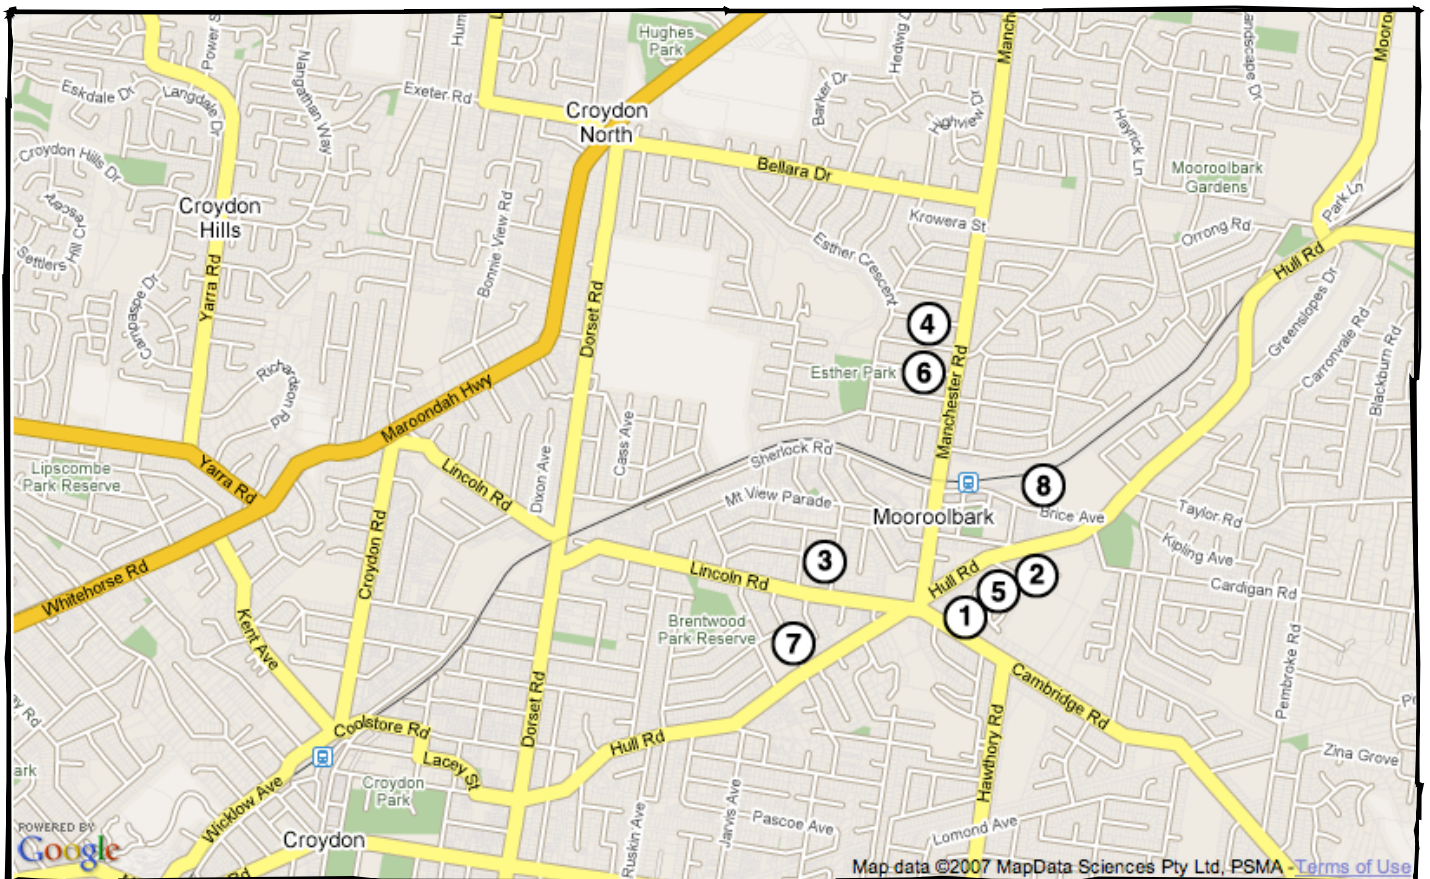 Hughes
Park
Eskdale Dr
Langdale Dr
Nangathan Way
Exeter Rd
Croydon
North
Barker Dr
Hayrick Ln
Croydon Hills Dr
Bellara Dr
Mooroolbark
Gardens
Park Ln
Croydon
Hills
Krowera St
Orrong Rd
Bonnie View Rd
Settlers
Esther Crescent
Hull Rd
Yarra Rd
Campaspe Dr
Dorset Rd
Greenslopes Dr
4
Carronvale Rd
Blackburn Rd
Richardson Rd
Esther Park
6
Manchester Rd
Maroondah Hwy
Cass Ave
Sherlock Rd
Lipscombe
Park Reserve
Yarra Rd
Lincoln Rd
Dixon Ave
8
Mt View Parade
Mooroolbark
Brice Ave
Taylor Rd
Kipling Ave
Croydon Rd
3
Whitehorse Rd
Lincoln Rd
Hull Rd
2
5
Cardigan Rd
1
Brentwood
Park Reserve
7
Kent Ave
Pembroke Rd
Cambridge Rd
Dorset Rd
Coolstore Rd
Hull Rd
Hawthory Rd
Zina Grove
Lacey St
Croydon
Park
Wicklow Ave
Ruskin Ave
Jarvis Ave
Pascoe Ave
Lomond Ave
POWERED BY
Google
Croydon
Map data ©2007 MapData Sciences Pty Ltd, PSMA - Terms of Use